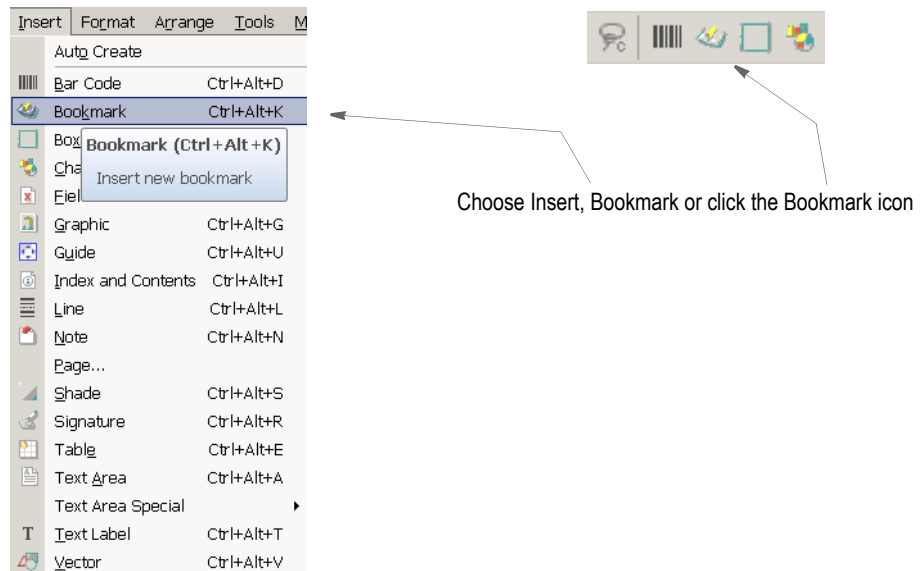 Insert Format Arrange Tools M
Auto Create
Bar Code Ctrl+Alt+D
Bookmark Ctrl+Alt+K
Box
Bookmark (Ctrl+Alt+K)
Cha
Insert new bookmark
Fiel
Graphic Ctrl+Alt+G
Guide Ctrl+Alt+U
Index and Contents Ctrl+Alt+I
Line Ctrl+Alt+L
Note Ctrl+Alt+N
Page...
Shade Ctrl+Alt+S
Signature Ctrl+Alt+R
Table Ctrl+Alt+E
Text Area Ctrl+Alt+A
Text Area Special
T Text Label Ctrl+Alt+T
Vector Ctrl+Alt+V
Choose Insert, Bookmark or click the Bookmark icon